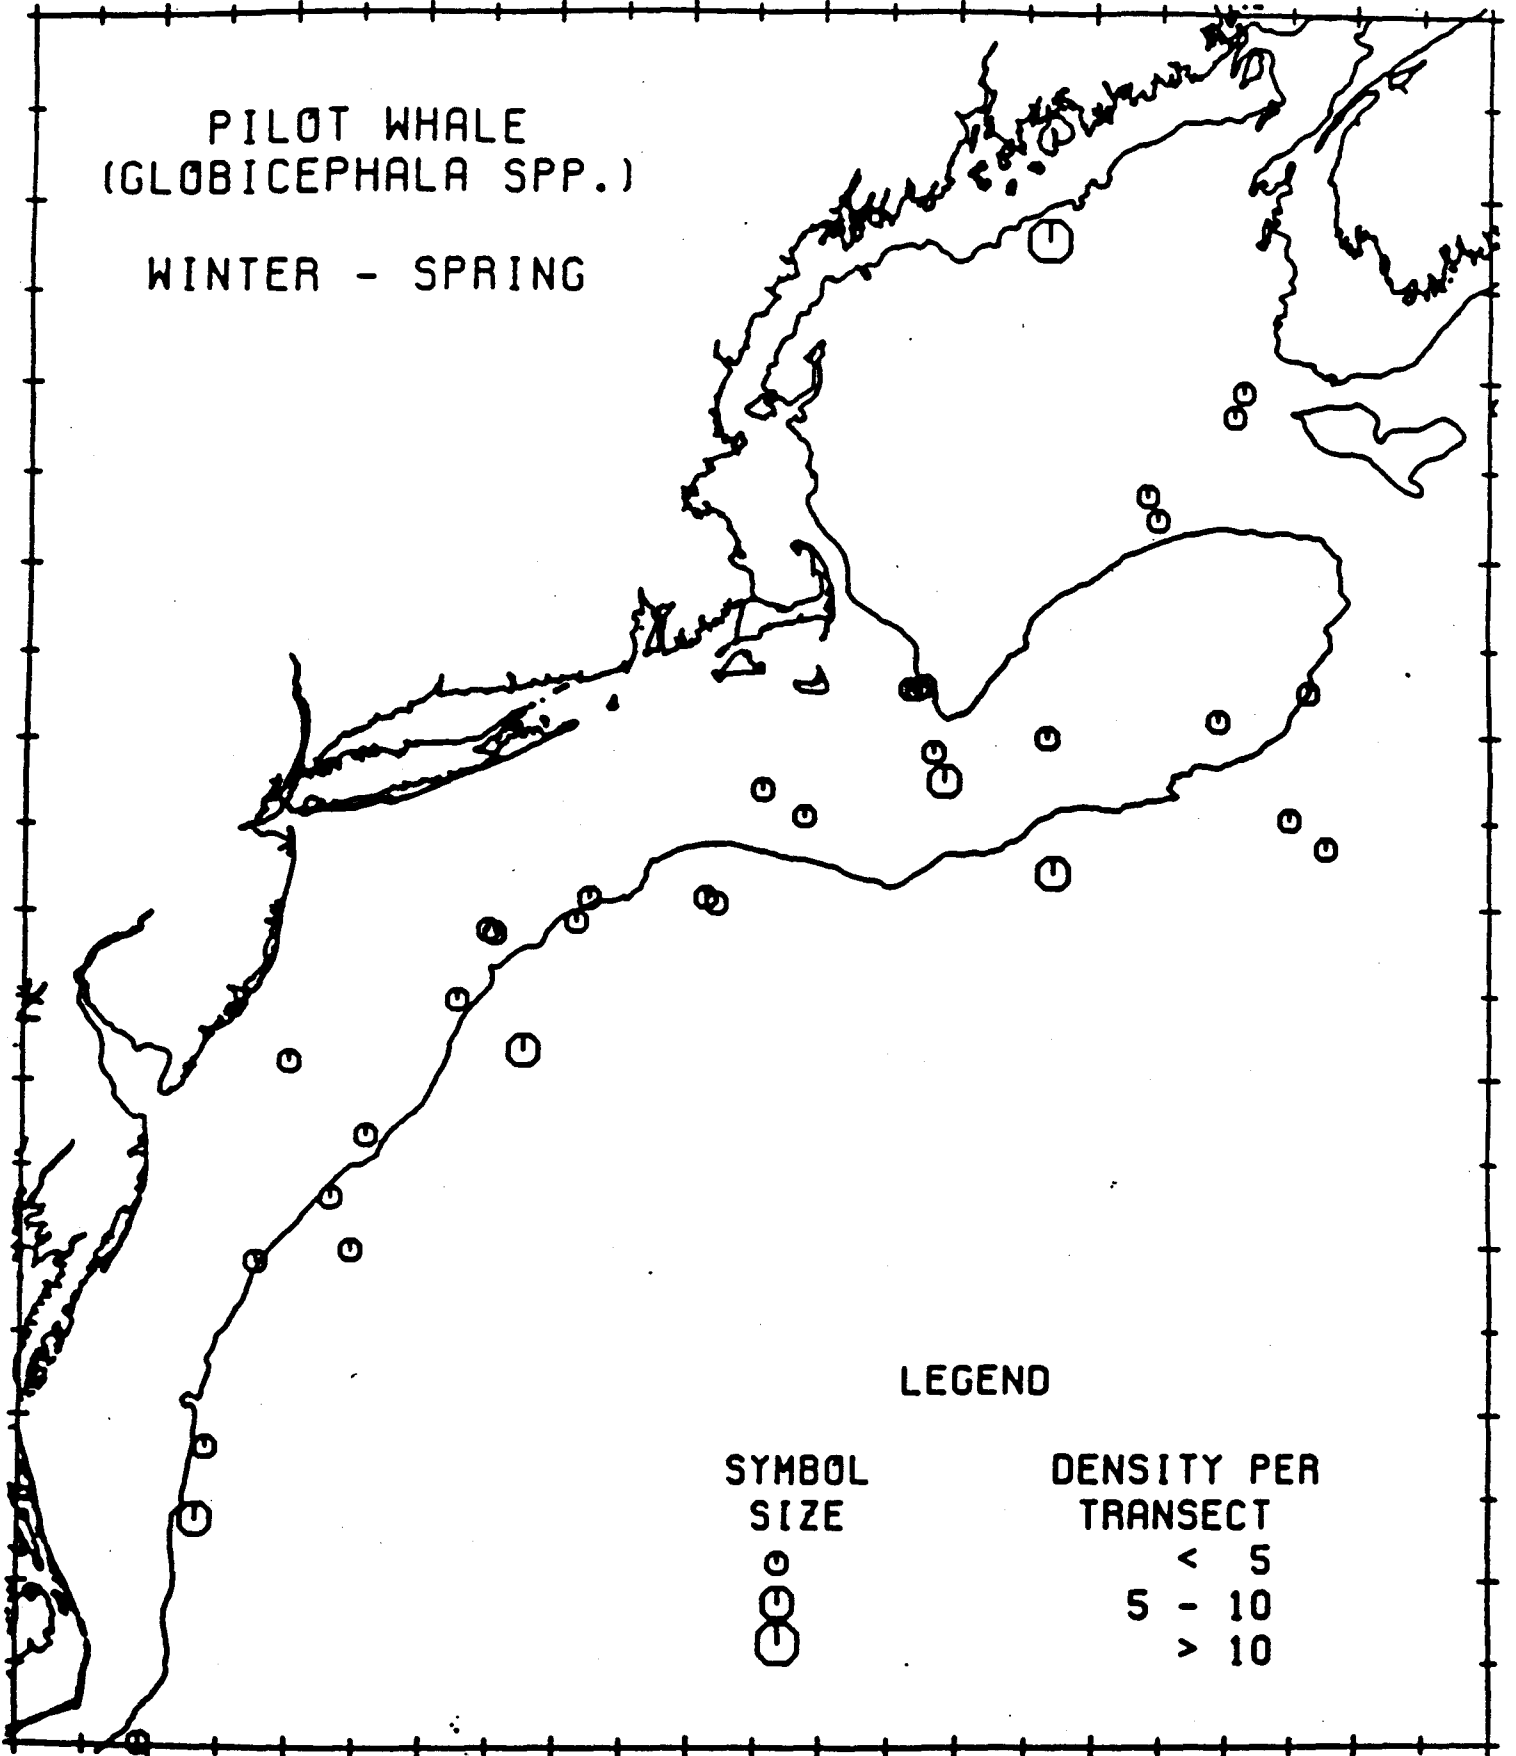 PILOT WHALE
(GLOBICEPHALA SPP.)
WINTER - SPRING
LEGEND
SYMBOL SIZE DENSITY PER TRANSECT
< 5
5 - 10
> 10